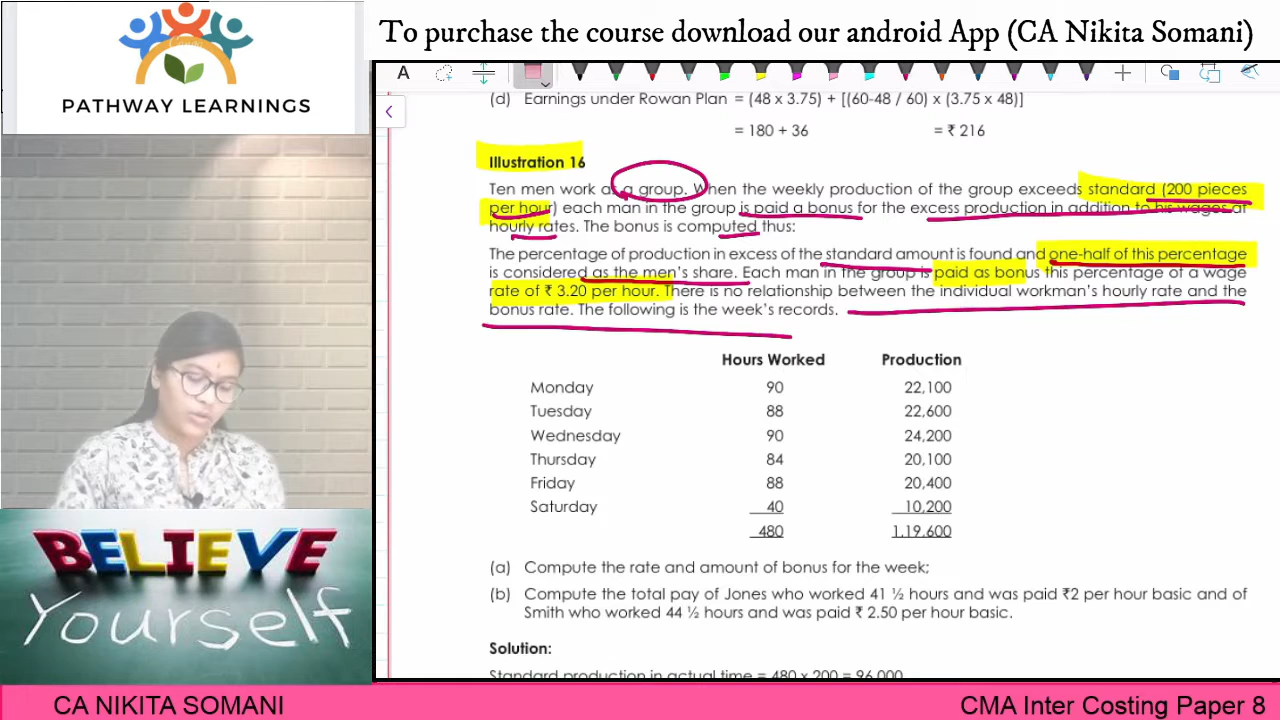 To purchase the course download our android App (CA Nikita Somani)
PATHWAY LEARNINGS
A
(d) Earnings under Rowan Plan = (48 x 3.75) + [(60-48 / 60) x (3.75 x 48)]
= 180 + 36 = ₹ 216
Illustration 16
Ten men work as a group. When the weekly production of the group exceeds standard (200 pieces
per hour) each man in the group is paid a bonus for the excess production in addition to his wages at
hourly rates. The bonus is computed thus:
The percentage of production in excess of the standard amount is found and one-half of this percentage
is considered as the men's share. Each man in the group is paid as bonus this percentage of a wage
rate of ₹ 3.20 per hour. There is no relationship between the individual workman's hourly rate and the
bonus rate. The following is the week's records.
Hours Worked Production
Monday 90 22,100
Tuesday 88 22,600
Wednesday 90 24,200
Thursday 84 20,100
Friday 88 20,400
Saturday 40 10,200
480 1,19,600
(a) Compute the rate and amount of bonus for the week;
(b) Compute the total pay of Jones who worked 41 ½ hours and was paid ₹2 per hour basic and of
Smith who worked 44 ½ hours and was paid ₹ 2.50 per hour basic.
Solution:
Standard production in actual time = 480 x 200 = 96,000
BELIEVE
Yourself
CA NIKITA SOMANI
CMA Inter Costing Paper 8